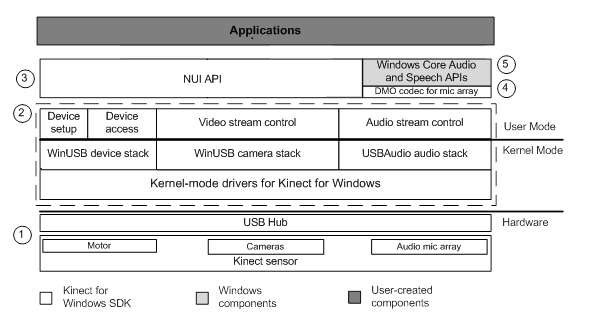 Applications
3
NUI API
Windows Core Audio
and Speech APIs
5
DMO codec for mic array
4
2
Device
setup
Device
access
Video stream control
Audio stream control
User Mode
WinUSB device stack
WinUSB camera stack
USBAudio audio stack
Kernel Mode
Kernel-mode drivers for Kinect for Windows
Hardware
USB Hub
1
Motor
Cameras
Audio mic array
Kinect sensor
Kinect for
Windows SDK
Windows
components
User-created
components